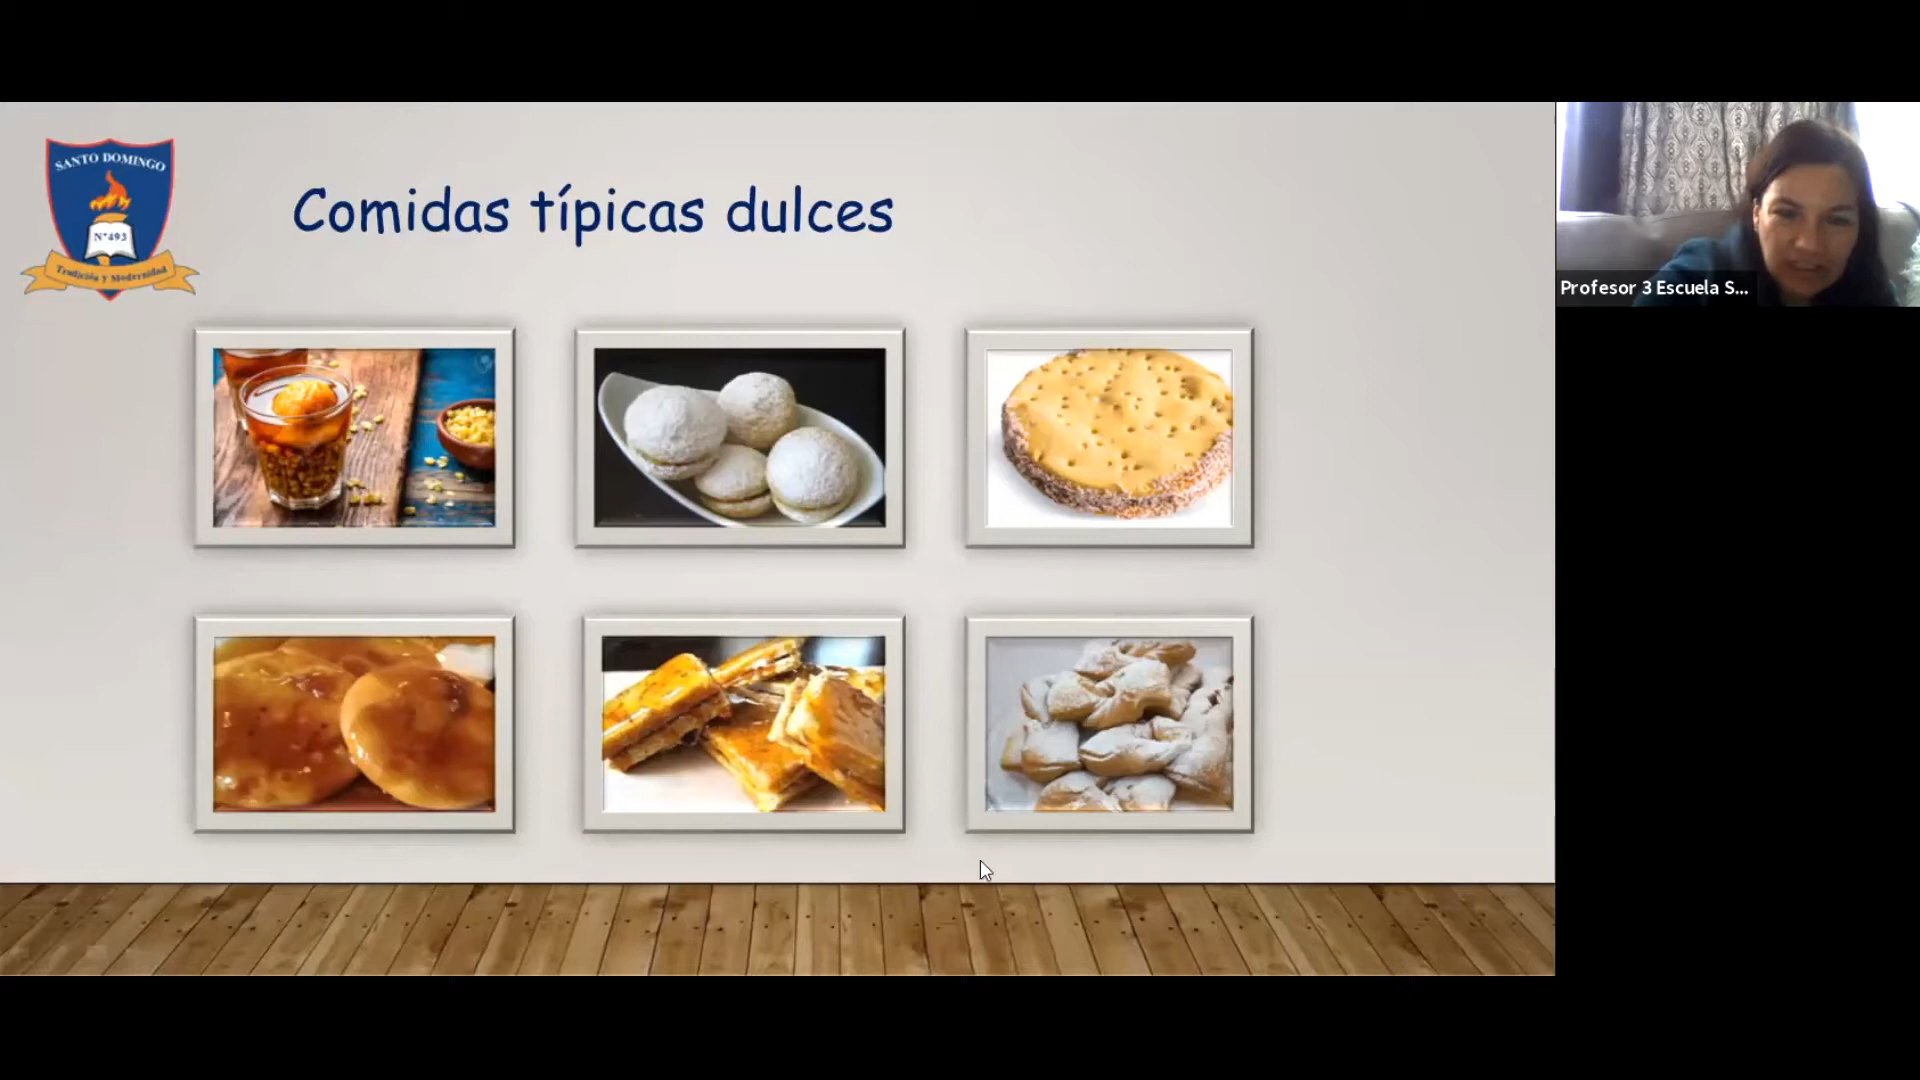 SANTO DOMINGO
N°493
Tradición y Modernidad
Comidas típicas dulces
Profesor 3 Escuela S...